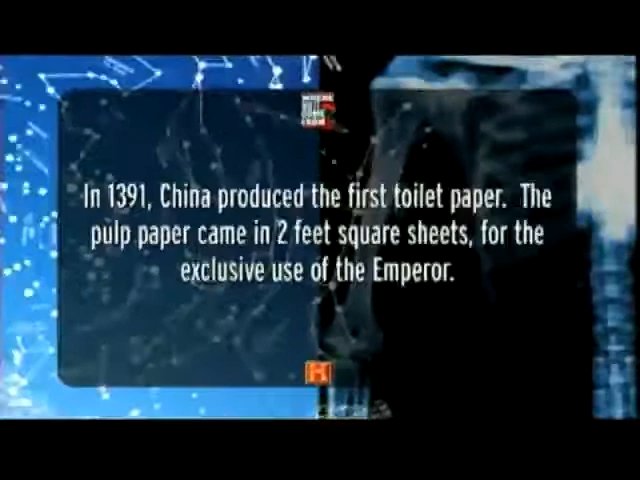 In 1391, China produced the first toilet paper. The
pulp paper came in 2 feet square sheets, for the
exclusive use of the Emperor.
H